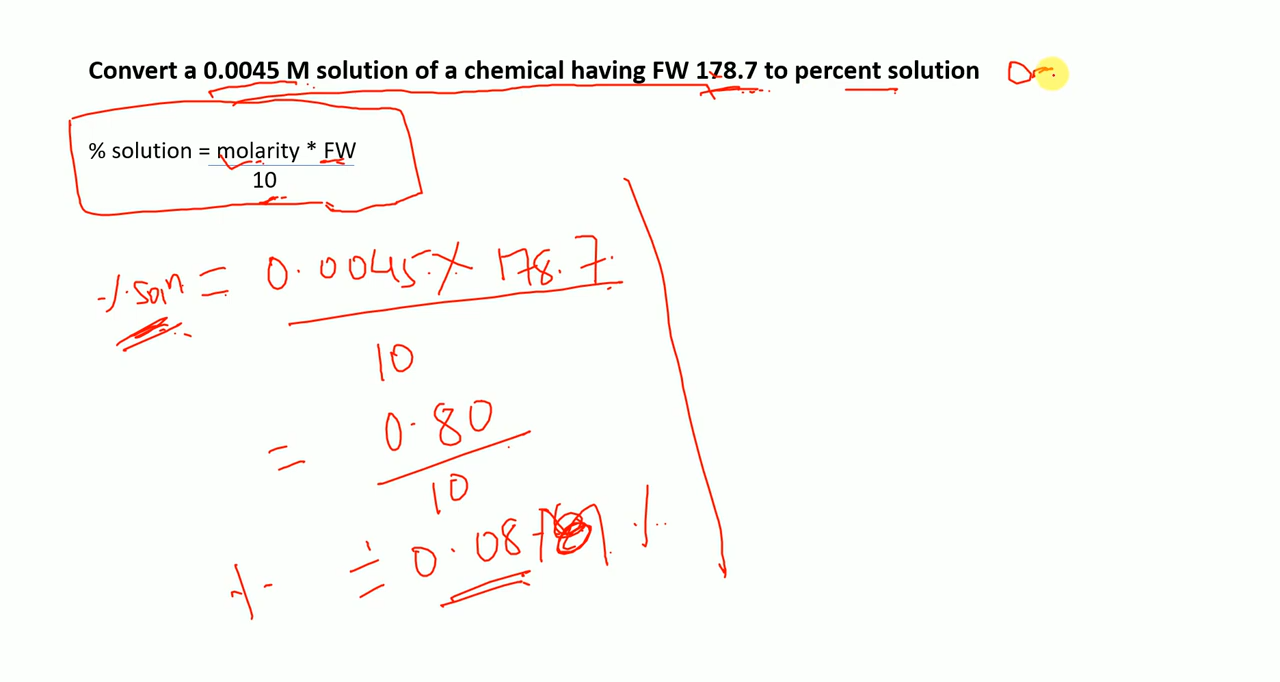 Convert a 0.0045 M solution of a chemical having FW 178.7 to percent solution
% solution = molarity * FW
10
% soln = 0.0045 × 178.7
10
= 0.80
10
= 0.08 %